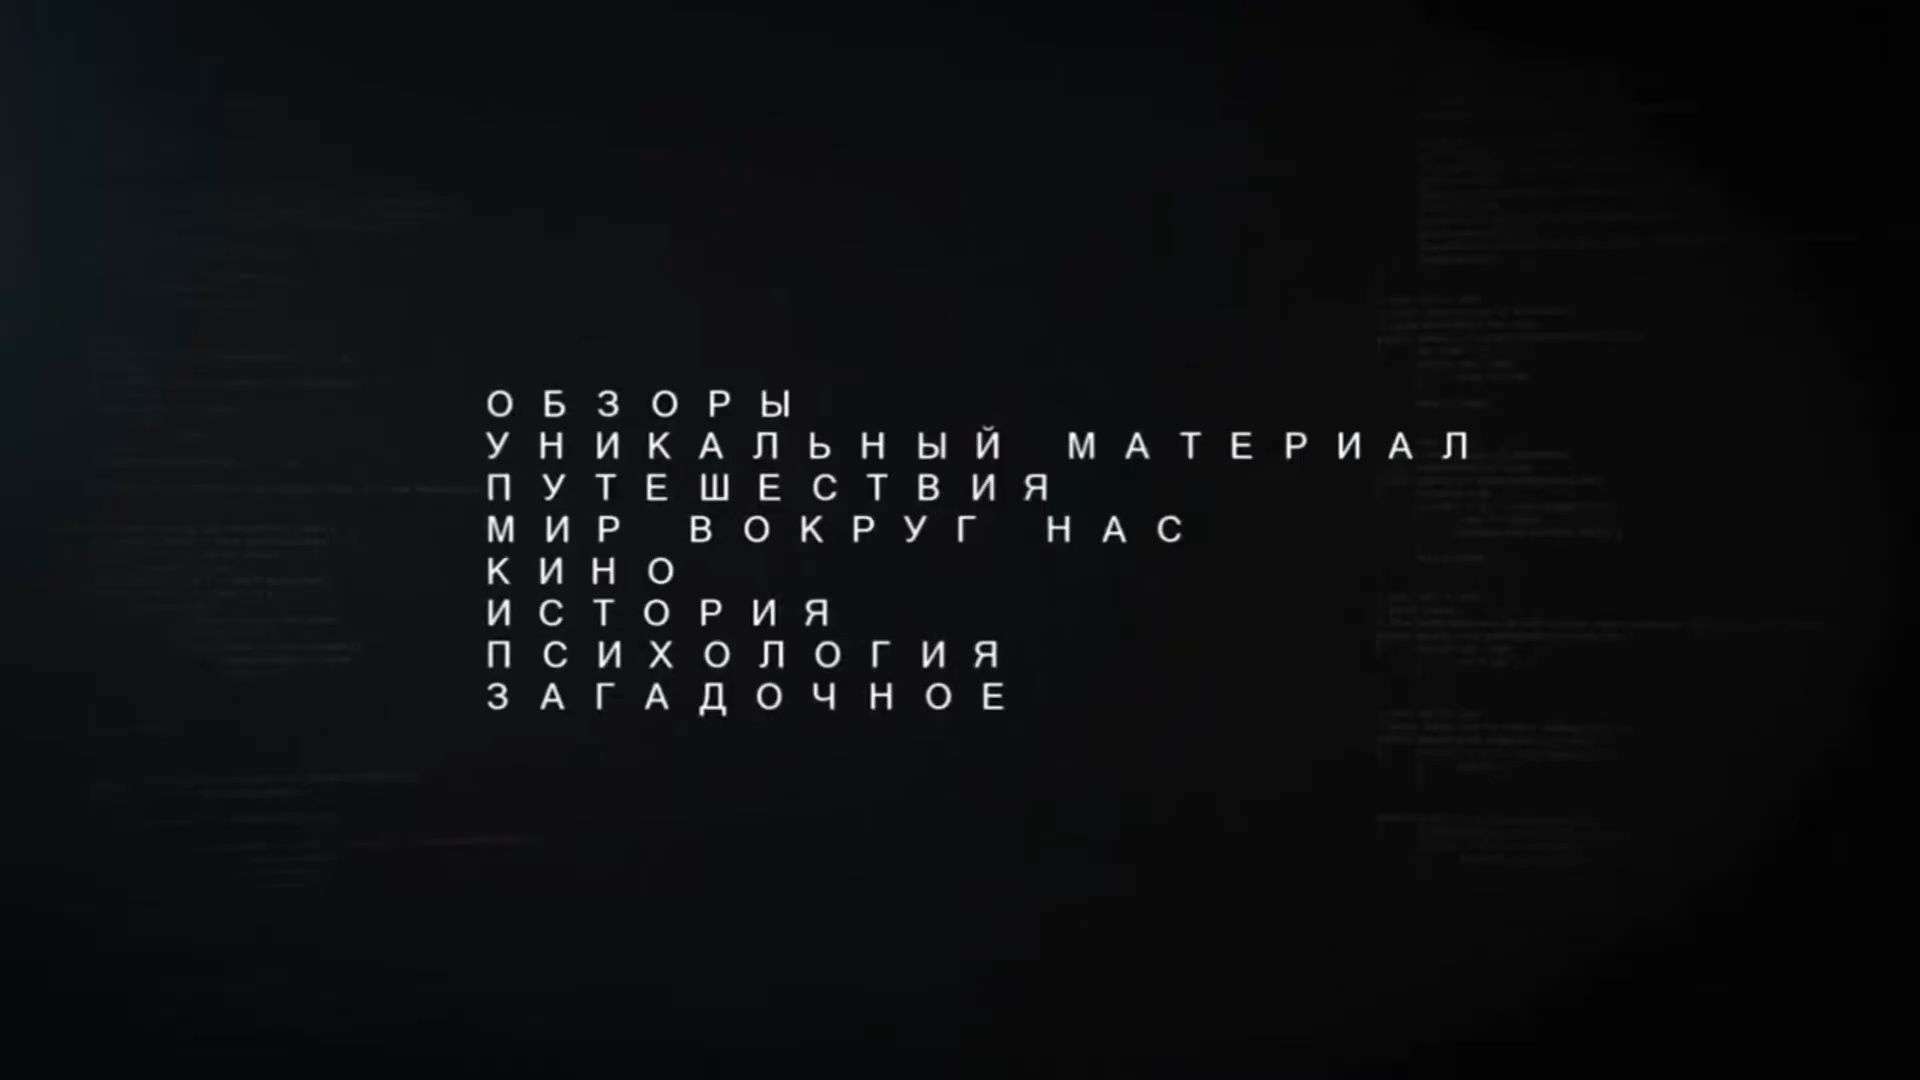 ОБЗОРЫ
УНИКАЛЬНЫЙ МАТЕРИАЛ
ПУТЕШЕСТВИЯ
МИР ВОКРУГ НАС
КИНО
ИСТОРИЯ
ПСИХОЛОГИЯ
ЗАГАДОЧНОЕ